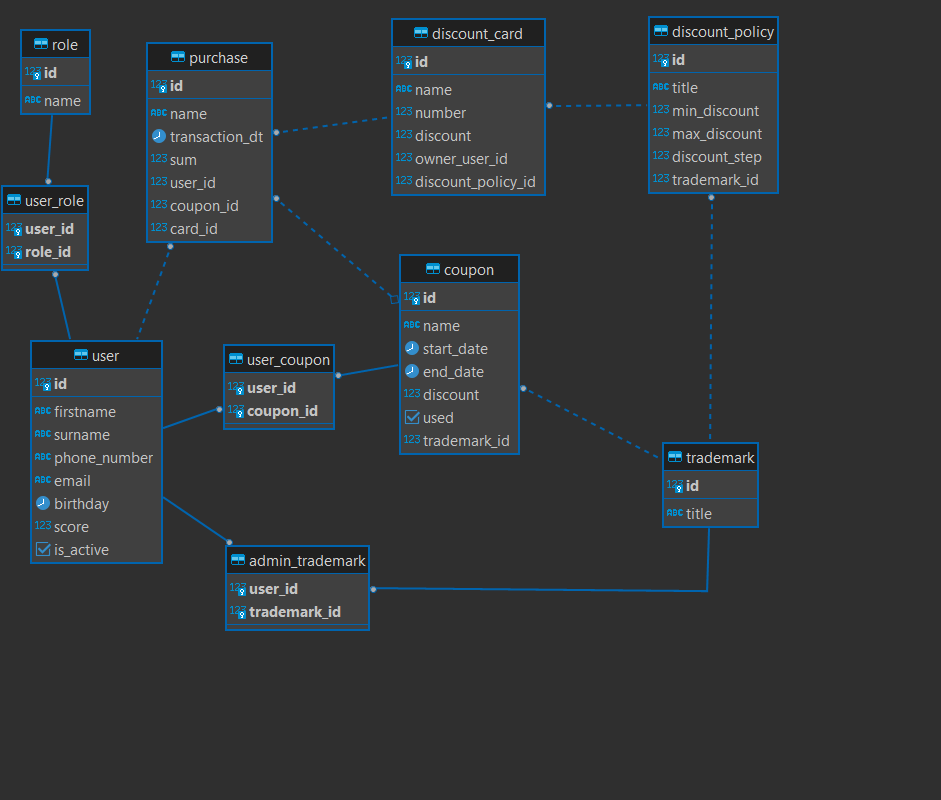 role
123 id
ABC name
purchase
123 id
ABC name
transaction_dt
123 sum
123 user_id
123 coupon_id
123 card_id
discount_card
123 id
ABC name
123 number
123 discount
123 owner_user_id
123 discount_policy_id
discount_policy
123 id
ABC title
123 min_discount
123 max_discount
123 discount_step
123 trademark_id
user_role
123 user_id
123 role_id
coupon
123 id
ABC name
start_date
end_date
123 discount
used
123 trademark_id
user
123 id
ABC firstname
ABC surname
ABC phone_number
ABC email
birthday
123 score
is_active
user_coupon
123 user_id
123 coupon_id
trademark
123 id
ABC title
admin_trademark
123 user_id
123 trademark_id